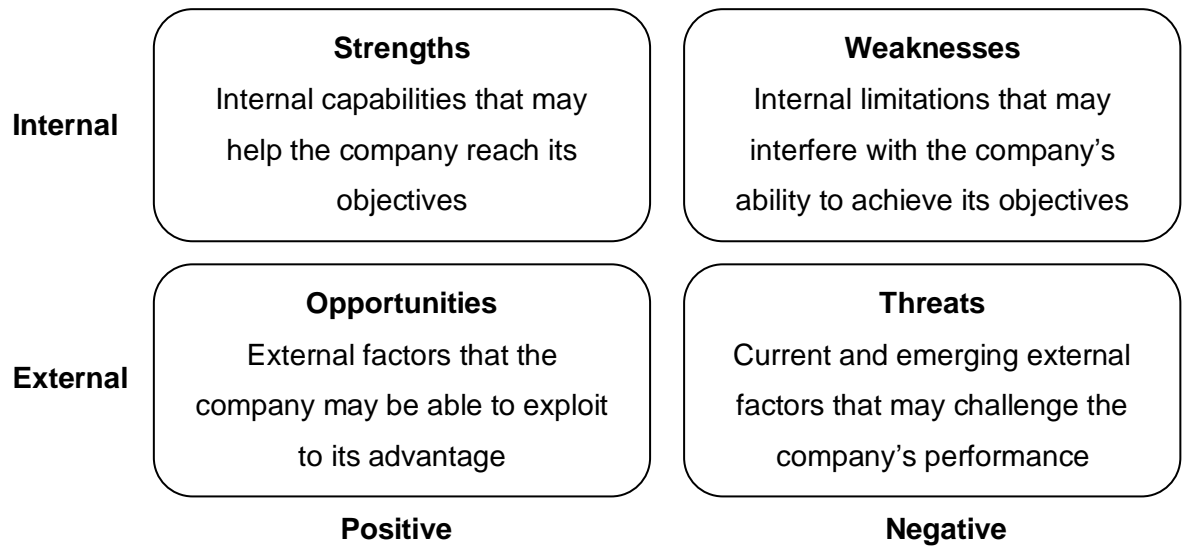 Strengths
Internal capabilities that may
help the company reach its
objectives
Weaknesses
Internal limitations that may
interfere with the company’s
ability to achieve its objectives
Internal
Opportunities
External factors that the
company may be able to exploit
to its advantage
Threats
Current and emerging external
factors that may challenge the
company’s performance
External
Positive
Negative